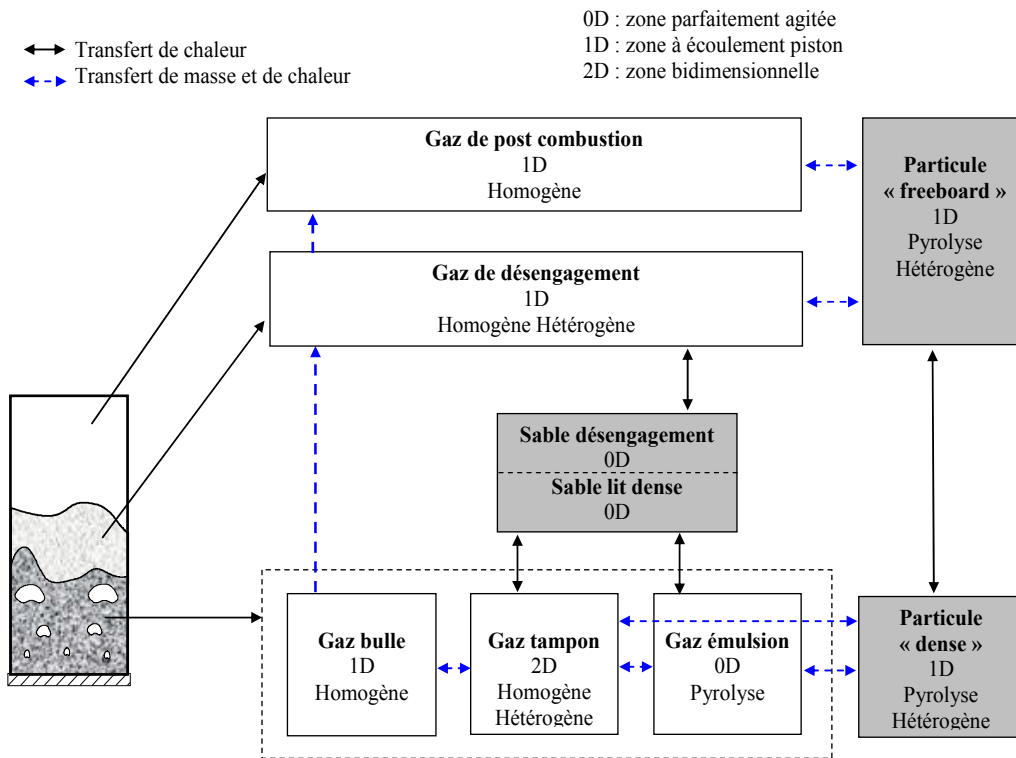 Transfert de chaleur
Transfert de masse et de chaleur
0D : zone parfaitement agitée
1D : zone à écoulement piston
2D : zone bidimensionnelle
Gaz de post combustion
1D
Homogène
Particule
« freeboard »
1D
Pyrolyse
Hétérogène
Gaz de désengagement
1D
Homogène Hétérogène
Sable désengagement
0D
Sable lit dense
0D
Gaz bulle
1D
Homogène
Gaz tampon
2D
Homogène
Hétérogène
Gaz émulsion
0D
Pyrolyse
Particule
« dense »
1D
Pyrolyse
Hétérogène